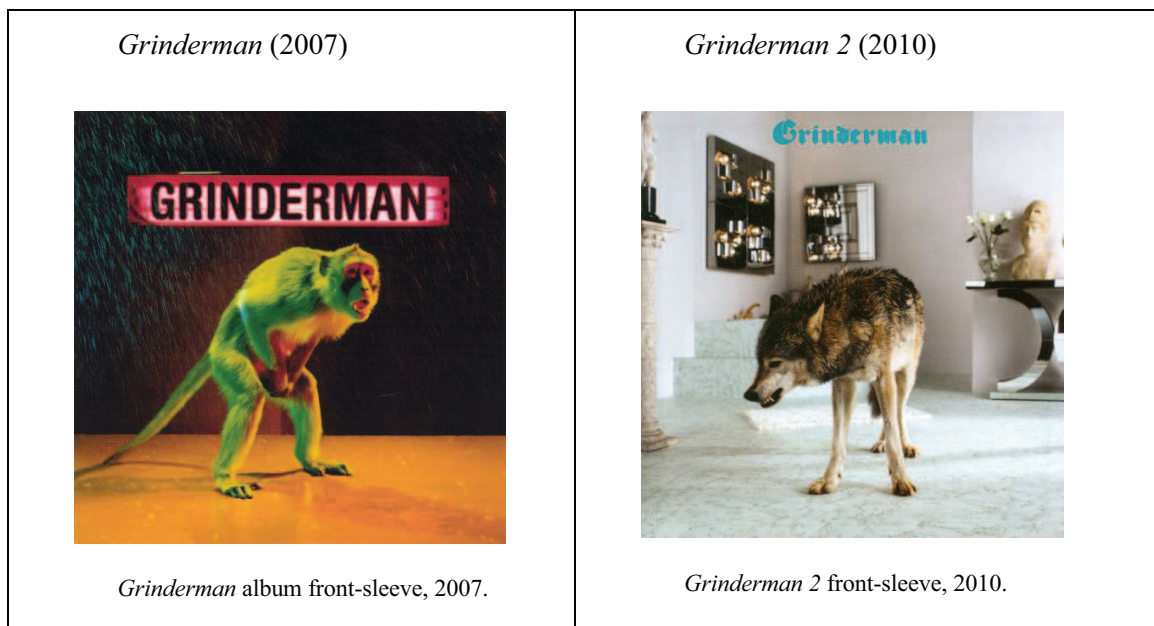 Grinderman (2007)
GRINDERMAN
Grinderman album front-sleeve, 2007.
Grinderman 2 (2010)
Grinderman
Grinderman 2 front-sleeve, 2010.